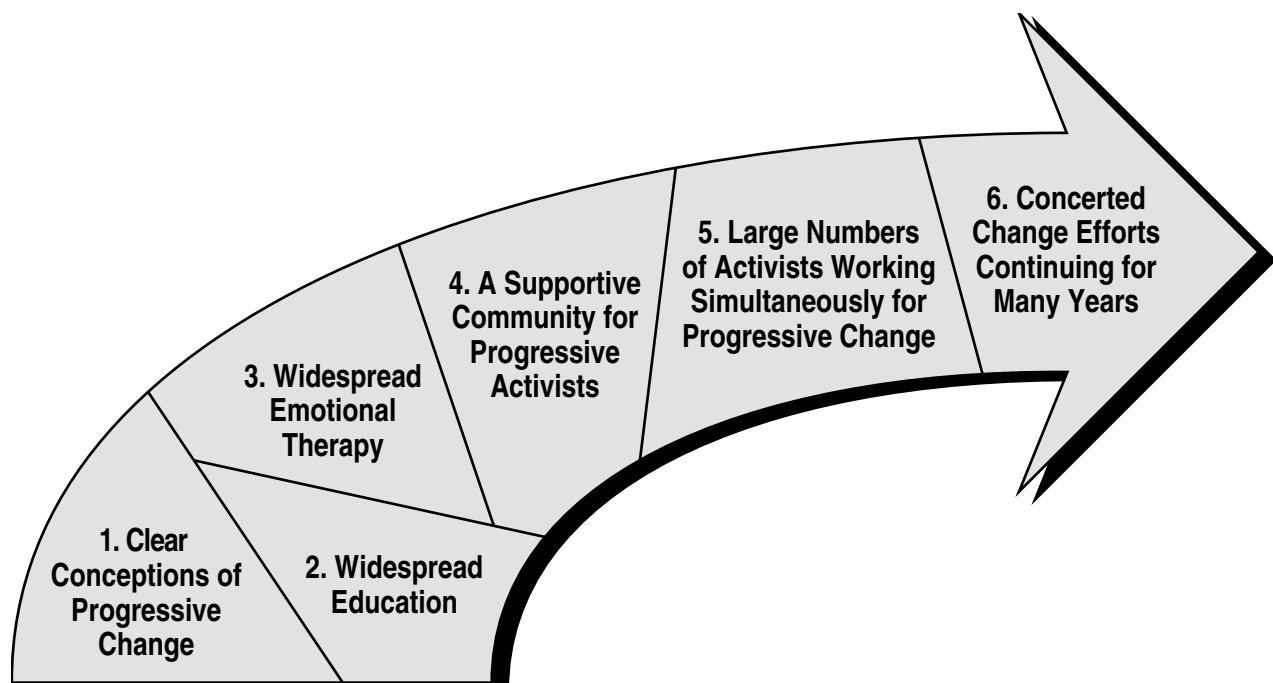 1. Clear
Conceptions of
Progressive
Change
2. Widespread
Education
3. Widespread
Emotional
Therapy
4. A Supportive
Community for
Progressive
Activists
5. Large Numbers
of Activists Working
Simultaneously for
Progressive Change
6. Concerted
Change Efforts
Continuing for
Many Years